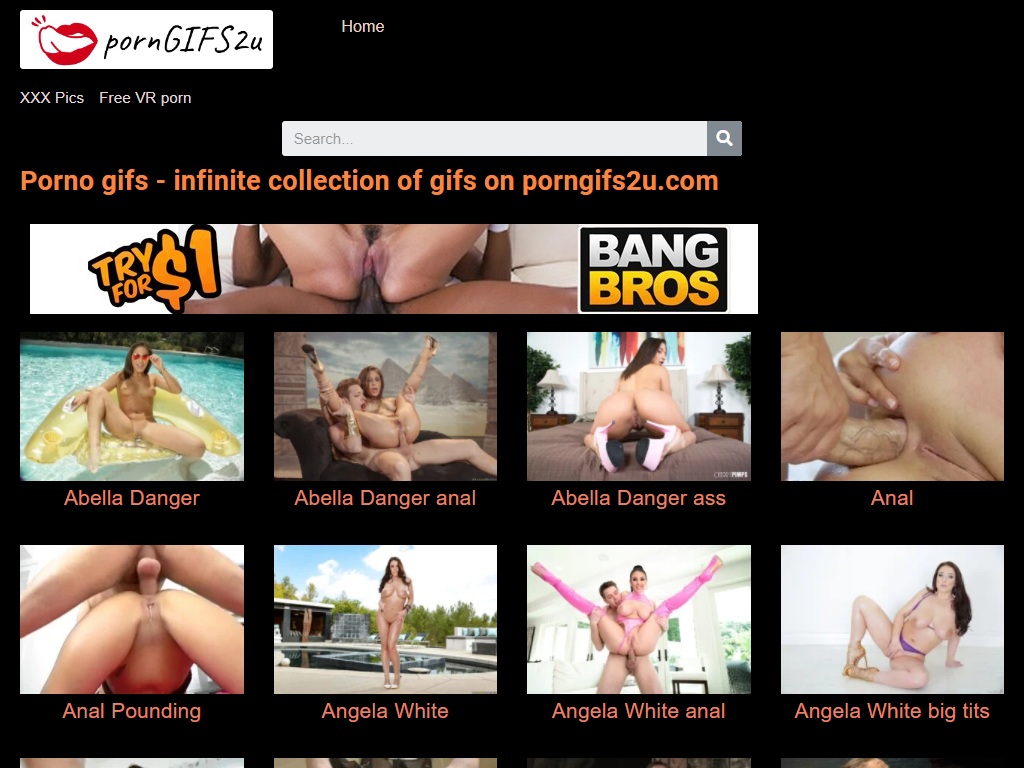 pornGIFS2u
Home
XXX Pics Free VR porn
Search...
Porno gifs - infinite collection of gifs on porngifs2u.com
TRY FOR $1
BANG BROS
Abella Danger
Abella Danger anal
Abella Danger ass
Anal
Anal Pounding
Angela White
Angela White anal
Angela White big tits